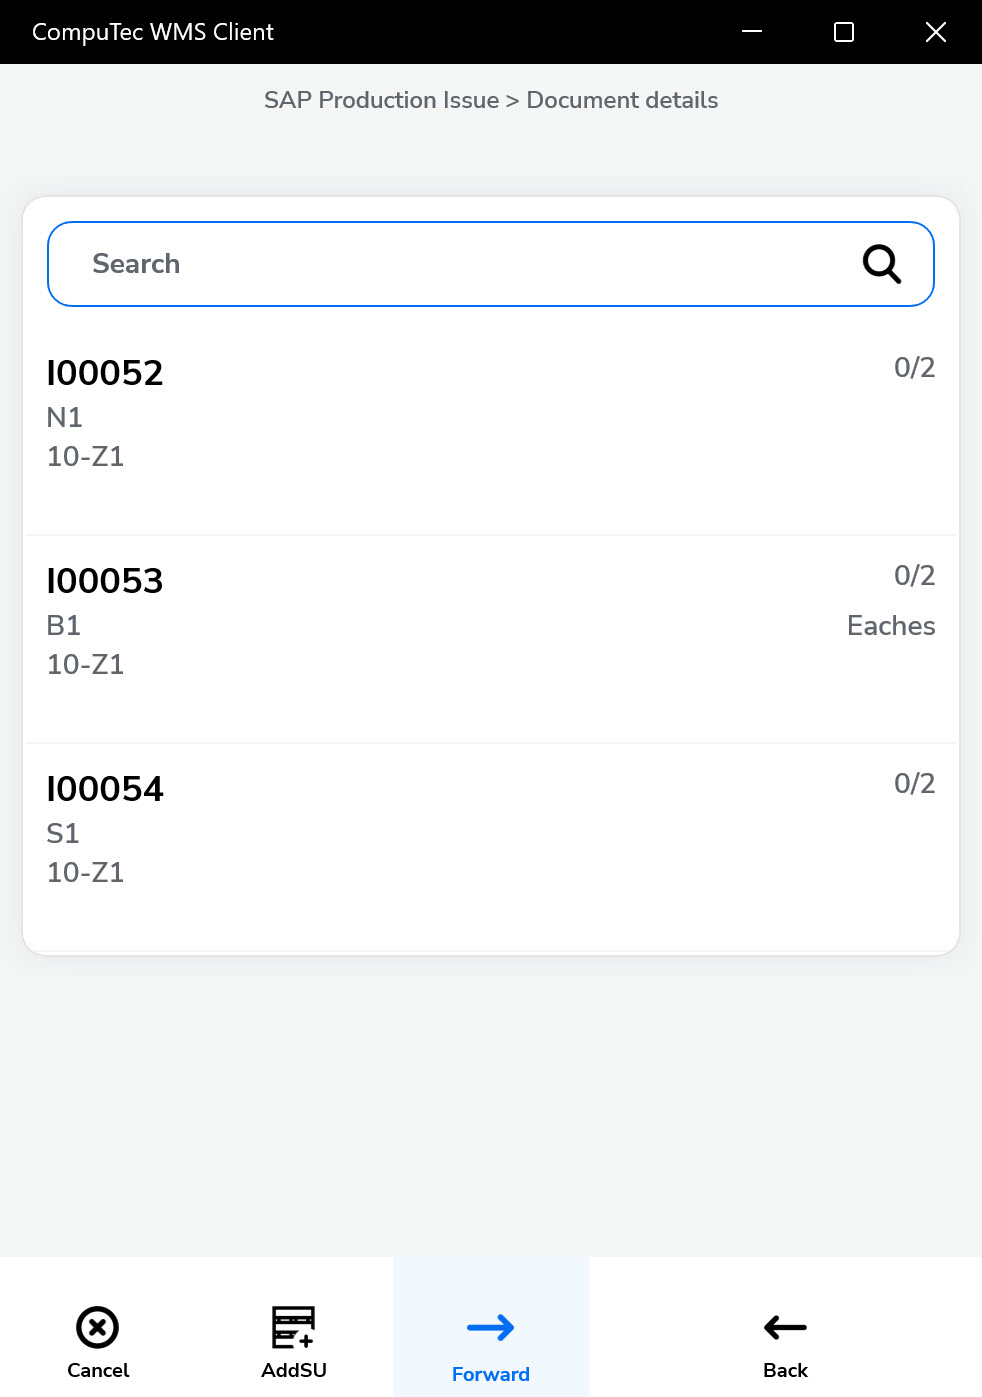 CompuTec WMS Client
SAP Production Issue > Document details
Search
I00052
0/2
N1
10-Z1
I00053
0/2
B1
Eaches
10-Z1
I00054
0/2
S1
10-Z1
Cancel
AddSU
Forward
Back